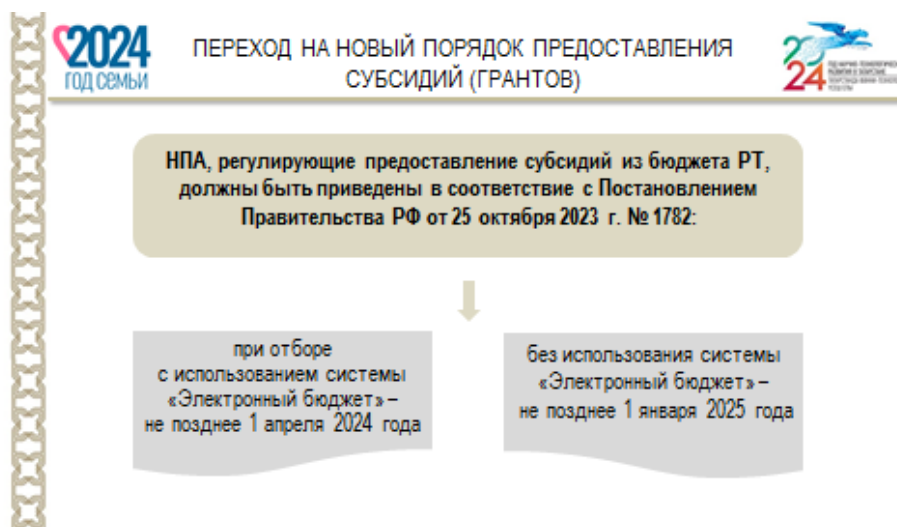 2024
ГОД СЕМЬИ
ПЕРЕХОД НА НОВЫЙ ПОРЯДОК ПРЕДОСТАВЛЕНИЯ
СУБСИДИЙ (ГРАНТОВ)
2024
НПА, регулирующие предоставление субсидий из бюджета РТ,
должны быть приведены в соответствие с Постановлением
Правительства РФ от 25 октября 2023 г. № 1782:
при отборе
с использованием системы
«Электронный бюджет» –
не позднее 1 апреля 2024 года
без использования системы
«Электронный бюджет» –
не позднее 1 января 2025 года